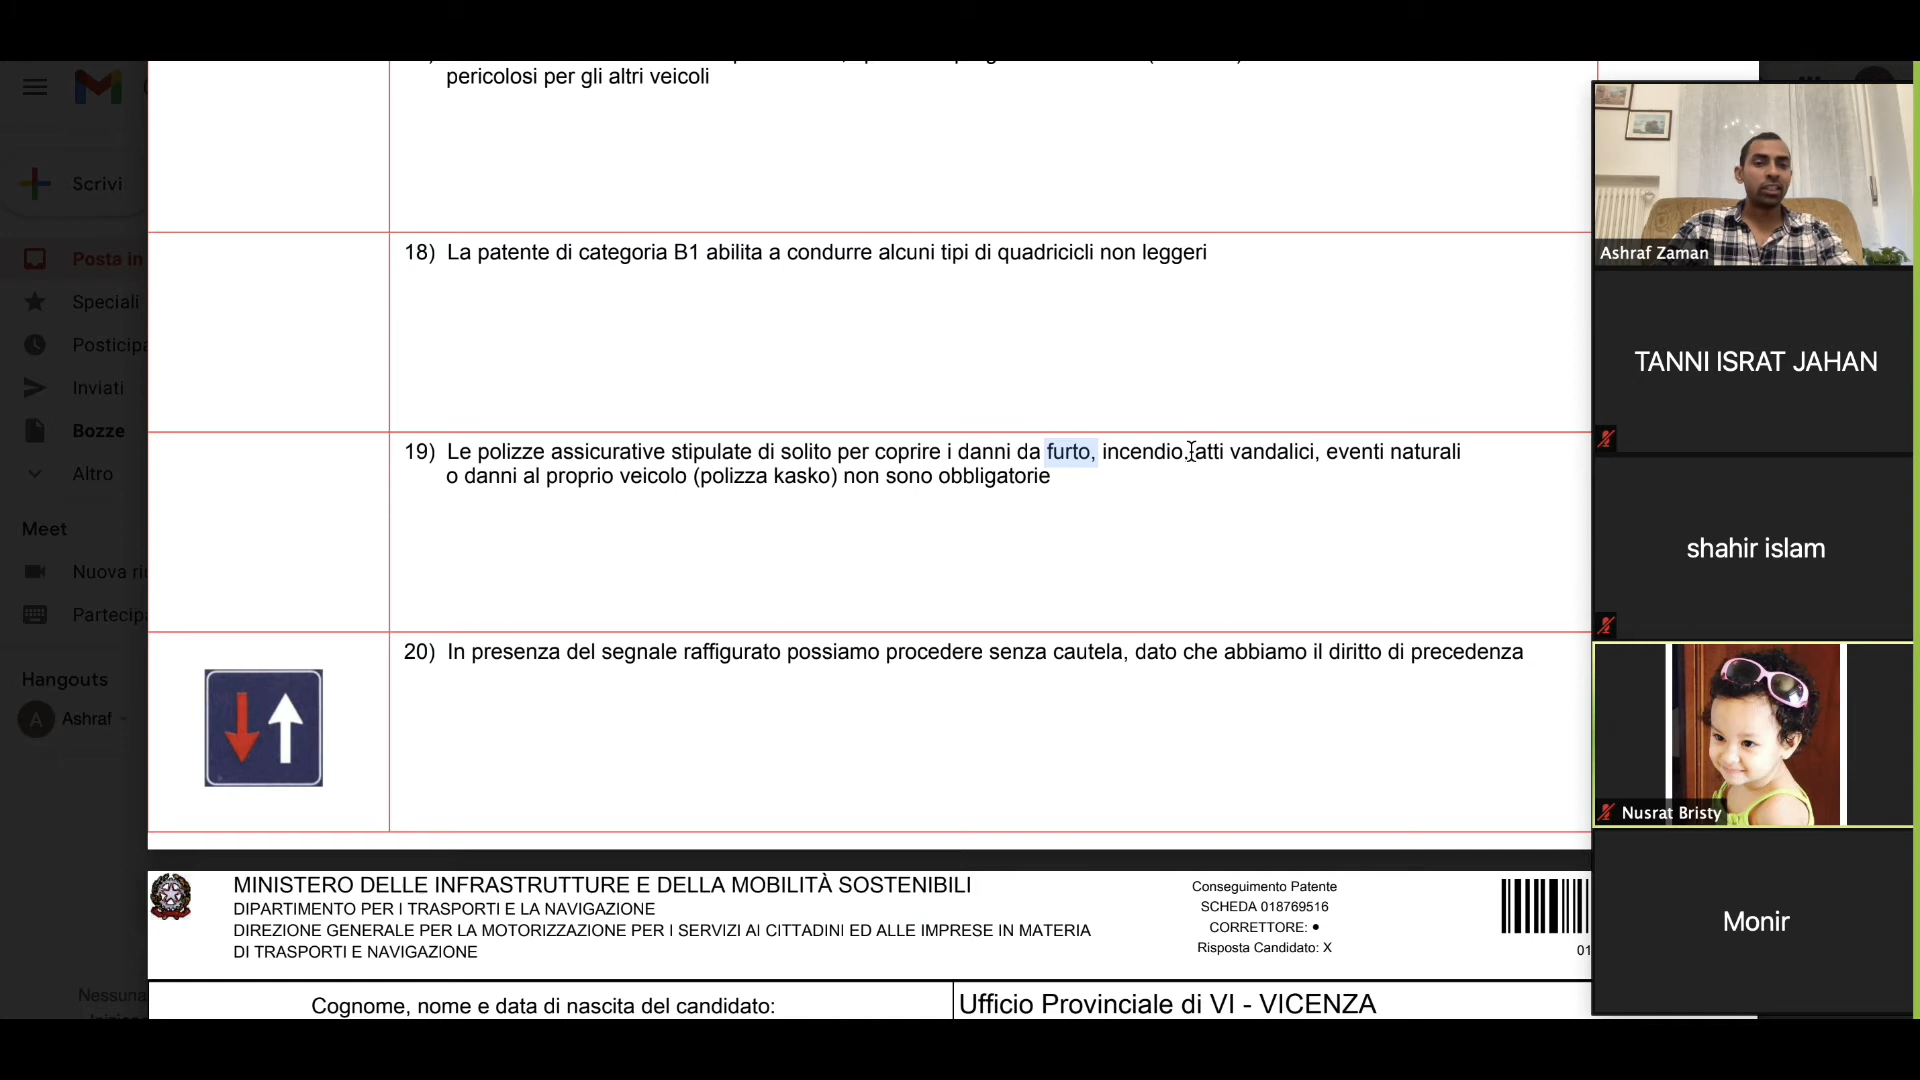 pericolosi per gli altri veicoli
Scrivi
Posta in
Speciali
Inviati
Bozze
Altro
Meet
Hangouts
A
Ashraf
18) La patente di categoria B1 abilita a condurre alcuni tipi di quadricicli non leggeri
19) Le polizze assicurative stipulate di solito per coprire i danni da furto, incendio, atti vandalici, eventi naturali
o danni al proprio veicolo (polizza kasko) non sono obbligatorie
20) In presenza del segnale raffigurato possiamo procedere senza cautela, dato che abbiamo il diritto di precedenza
MINISTERO DELLE INFRASTRUTTURE E DELLA MOBILITÀ SOSTENIBILI
DIPARTIMENTO PER I TRASPORTI E LA NAVIGAZIONE
DIREZIONE GENERALE PER LA MOTORIZZAZIONE PER I SERVIZI AI CITTADINI ED ALLE IMPRESE IN MATERIA
DI TRASPORTI E NAVIGAZIONE
Conseguimento Patente
SCHEDA 018769516
CORRETTORE: ●
Risposta Candidato: X
01
Cognome, nome e data di nascita del candidato:
Ufficio Provinciale di VI - VICENZA
Ashraf Zaman
TANNI ISRAT JAHAN
shahir islam
Nusrat Bristy
Monir